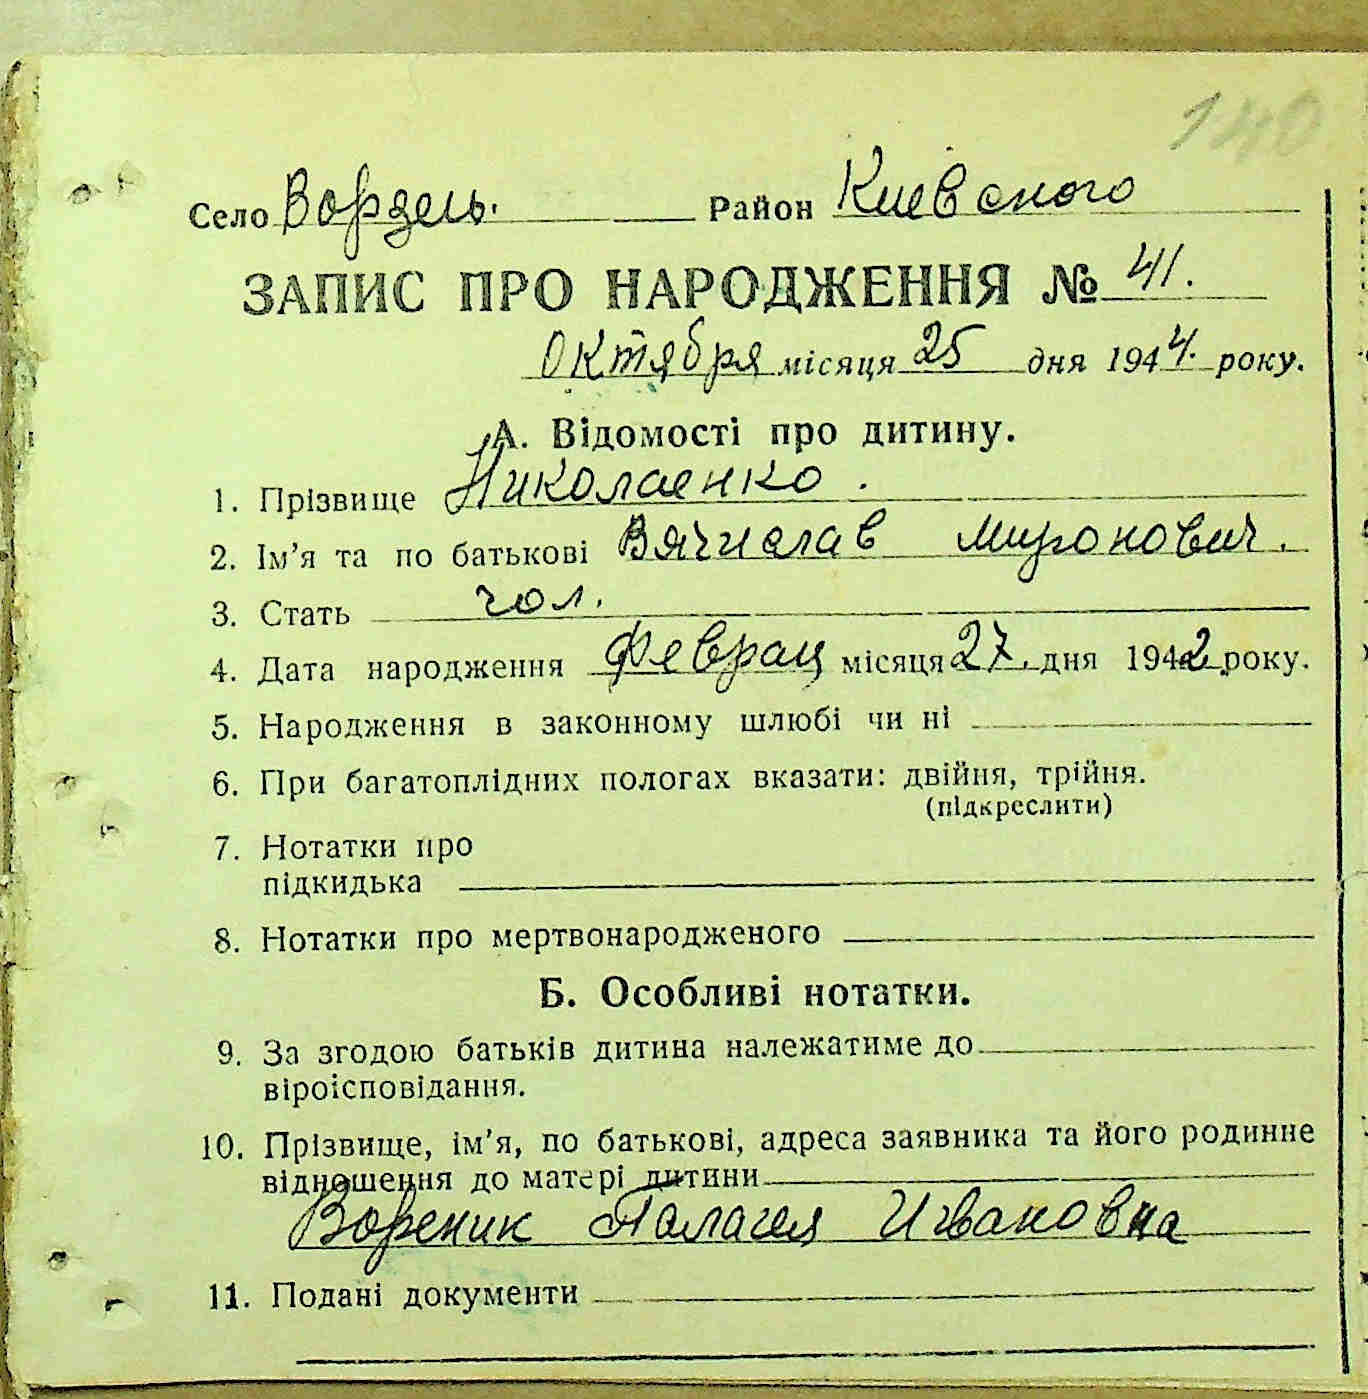 140
Село Ворзель. Район Киевского
ЗАПИС ПРО НАРОДЖЕННЯ № 41.
Октября місяця 25 дня 1944. року.
А. Відомості про дитину.
1. Прізвище Николаенко.
2. Ім’я та по батькові Вячислав Миронович.
3. Стать чол.
4. Дата народження місяця 27. дня 1942 року.
5. Народження в законному шлюбі чи ні
6. При багатоплідних пологах вказати: двійня, трійня.
(підкреслити)
7. Нотатки про
підкидька
8. Нотатки про мертвонародженого
Б. Особливі нотатки.
9. За згодою батьків дитина належатиме до
віроісповідання.
10. Прізвище, ім’я, по батькові, адреса заявника та його родинне
відношення до матері дитини
Вореник Палагея Ивановна
11. Подані документи